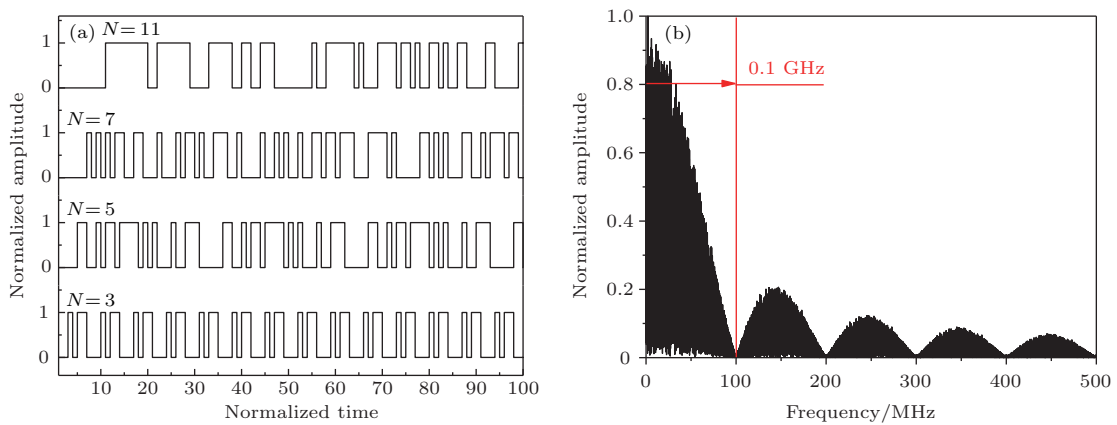 (a)
N=11
1
0
N=7
1
0
N=5
1
0
N=3
1
0
10 20 30 40 50 60 70 80 90 100
Normalized time
Normalized amplitude
(b)
0.1 GHz
1.0
0.8
0.6
0.4
0.2
0
0 100 200 300 400 500
Frequency/MHz
Normalized amplitude